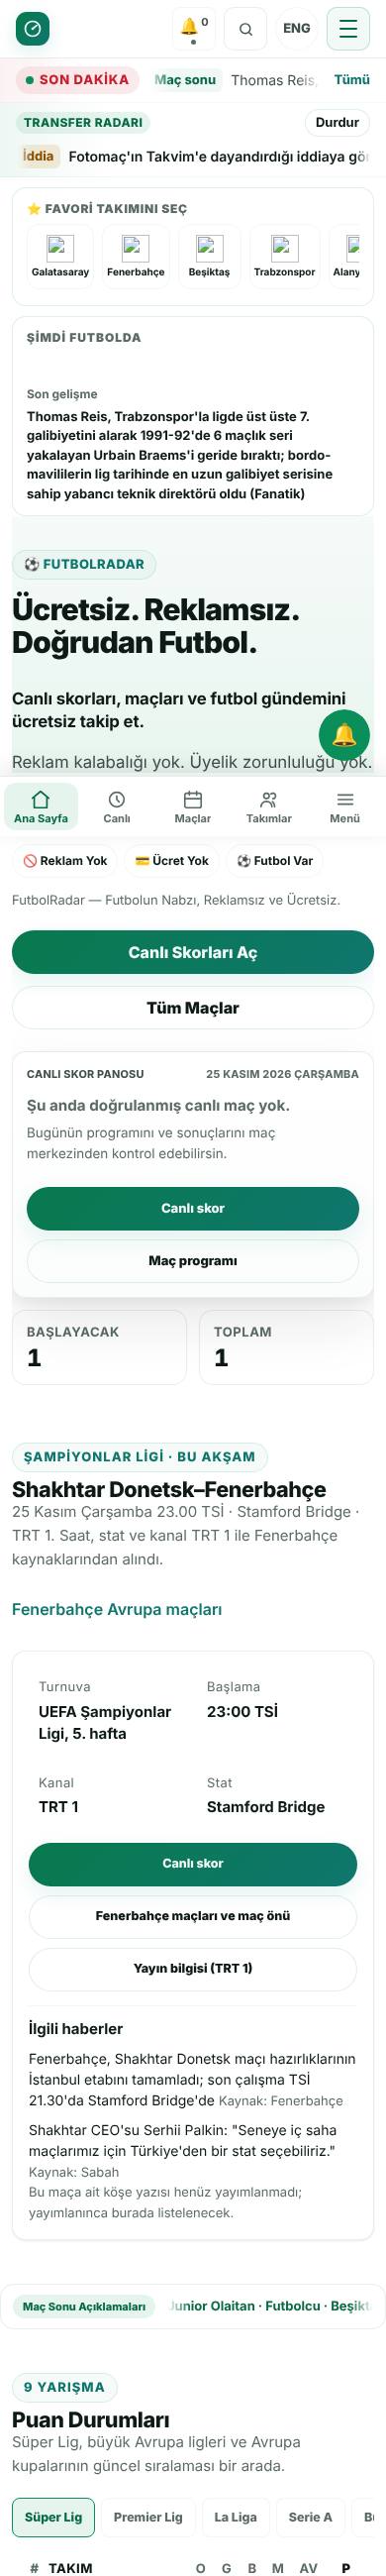 🔔 0
ENG
SON DAKİKA Maç sonu Thomas Reis, Tümü
TRANSFER RADARI Durdur
İddia Fotomaç'ın Takvim'e dayandırdığı iddiaya gör
⭐ FAVORİ TAKIMINI SEÇ
Galatasaray Fenerbahçe Beşiktaş Trabzonspor Alany
ŞİMDİ FUTBOLDA
Son gelişme
Thomas Reis, Trabzonspor'la ligde üst üste 7.
galibiyetini alarak 1991-92'de 6 maçlık seri
yakalayan Urbain Braems'i geride bıraktı; bordo-
mavililerin lig tarihinde en uzun galibiyet serisine
sahip yabancı teknik direktörü oldu (Fanatik)
⚽ FUTBOLRADAR
Ücretsiz. Reklamsız.
Doğrudan Futbol.
Canlı skorları, maçları ve futbol gündemini
ücretsiz takip et.
Reklam kalabalığı yok. Üyelik zorunluluğu yok.
Ana Sayfa Canlı Maçlar Takımlar Menü
🚫 Reklam Yok 💳 Ücret Yok ⚽ Futbol Var
FutbolRadar — Futbolun Nabzı, Reklamsız ve Ücretsiz.
Canlı Skorları Aç
Tüm Maçlar
CANLI SKOR PANOSU 25 KASIM 2026 ÇARŞAMBA
Şu anda doğrulanmış canlı maç yok.
Bugünün programını ve sonuçlarını maç
merkezinden kontrol edebilirsin.
Canlı skor
Maç programı
BAŞLAYACAK TOPLAM
1 1
ŞAMPİYONLAR LİGİ · BU AKŞAM
Shakhtar Donetsk–Fenerbahçe
25 Kasım Çarşamba 23.00 TSİ · Stamford Bridge ·
TRT 1. Saat, stat ve kanal TRT 1 ile Fenerbahçe
kaynaklarından alındı.
Fenerbahçe Avrupa maçları
Turnuva Başlama
UEFA Şampiyonlar 23:00 TSİ
Ligi, 5. hafta
Kanal Stat
TRT 1 Stamford Bridge
Canlı skor
Fenerbahçe maçları ve maç önü
Yayın bilgisi (TRT 1)
İlgili haberler
Fenerbahçe, Shakhtar Donetsk maçı hazırlıklarının
İstanbul etabını tamamladı; son çalışma TSİ
21.30'da Stamford Bridge'de Kaynak: Fenerbahçe
Shakhtar CEO'su Serhii Palkin: "Seneye iç saha
maçlarımız için Türkiye'den bir stat seçebiliriz."
Kaynak: Sabah
Bu maça ait köşe yazısı henüz yayımlanmadı;
yayımlanınca burada listelenecek.
Maç Sonu Açıklamaları Junior Olaitan · Futbolcu · Beşikt
9 YARIŞMA
Puan Durumları
Süper Lig, büyük Avrupa ligleri ve Avrupa
kupalarının güncel sıralaması bir arada.
Süper Lig Premier Lig La Liga Serie A Bu
# TAKIM O G B M AV P